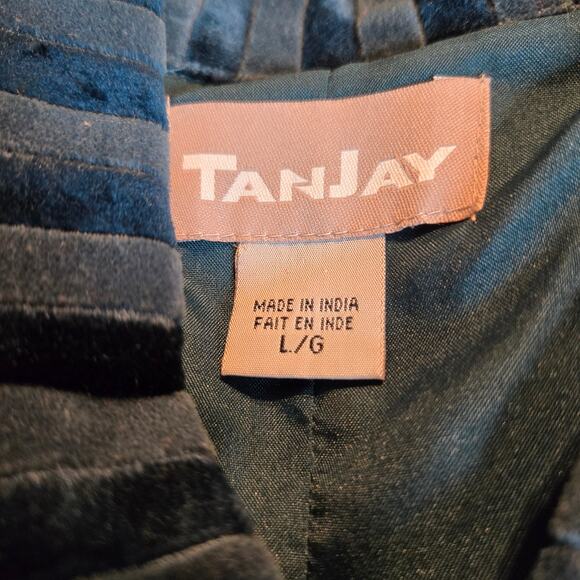 TANJAY
MADE IN INDIA
FAIT EN INDE
L/G